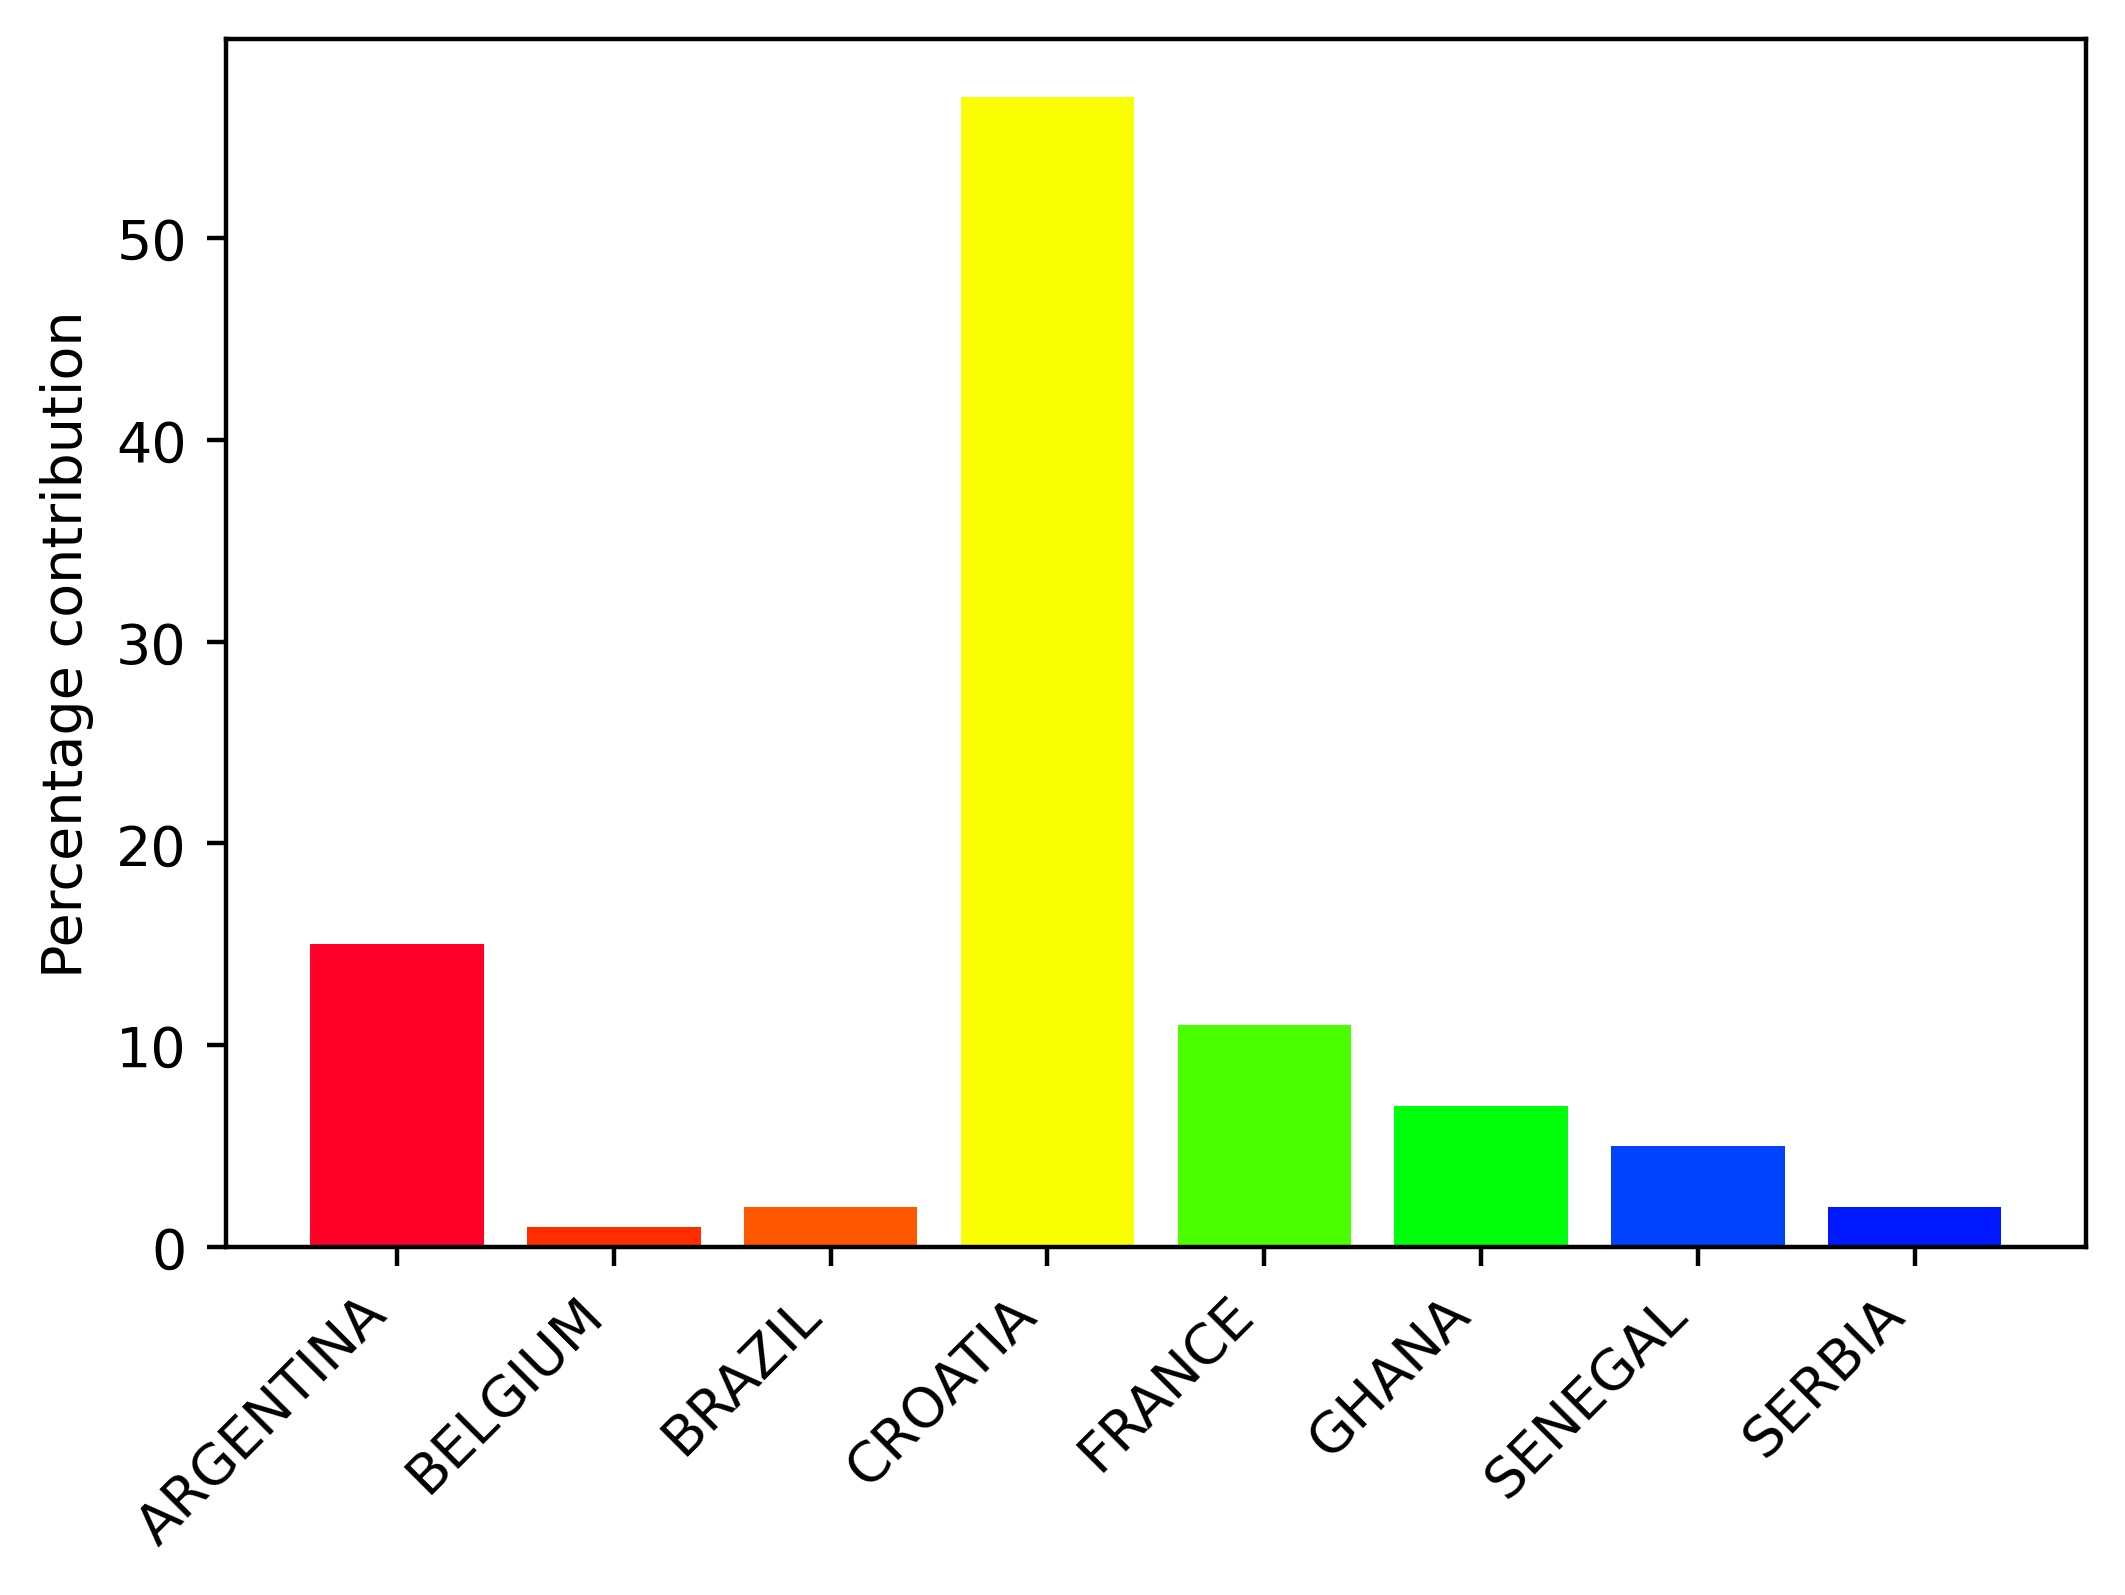 Percentage contribution
50
40
30
20
10
0
ARGENTINA
BELGIUM
BRAZIL
CROATIA
FRANCE
GHANA
SENEGAL
SERBIA